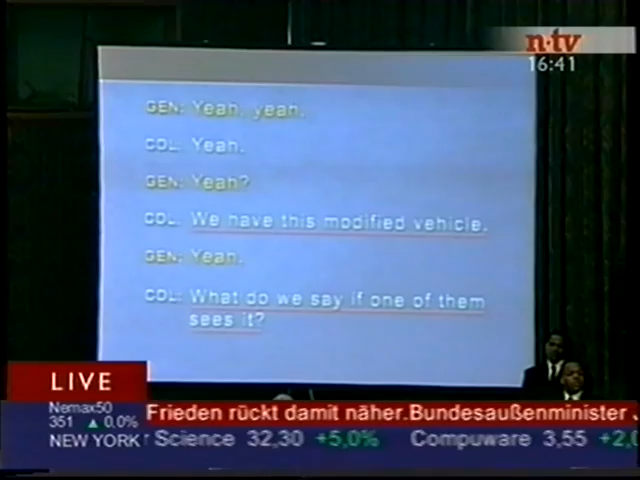 n-tv
16:41
GEN: Yeah, yeah.
COL: Yeah.
GEN: Yeah?
COL: We have this modified vehicle.
GEN: Yeah.
COL: What do we say if one of them
sees it?
LIVE
Nemax50
351 ▲ 0,0%
NEW YORK
Frieden rückt damit näher.Bundesaußenminister
Science 32,30 +5,0% Compuware 3,55 +2,